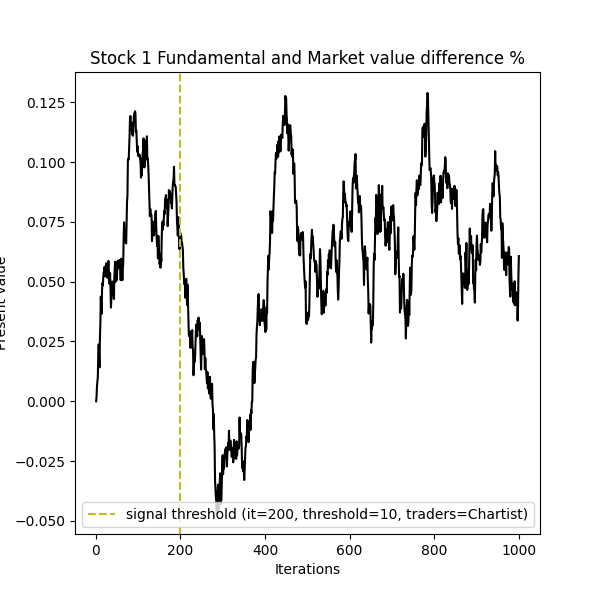 Stock 1 Fundamental and Market value difference %
0.125
0.100
0.075
0.050
0.025
0.000
−0.025
−0.050
Present value
signal threshold (it=200, threshold=10, traders=Chartist)
0 200 400 600 800 1000
Iterations